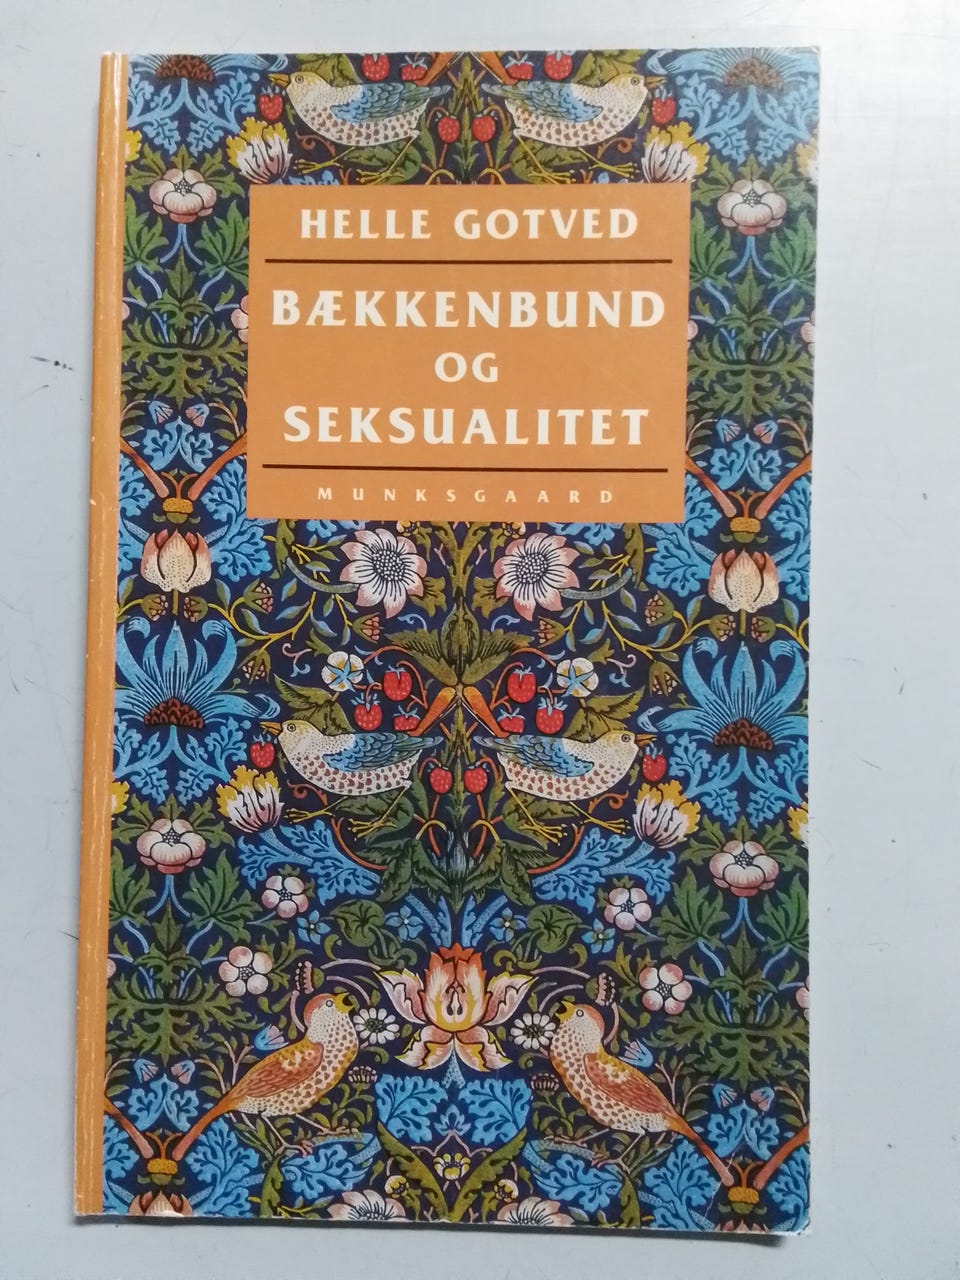 HELLE GOTVED
BÆKKENBUND
OG
SEKSUALITET
MUNKSGAARD